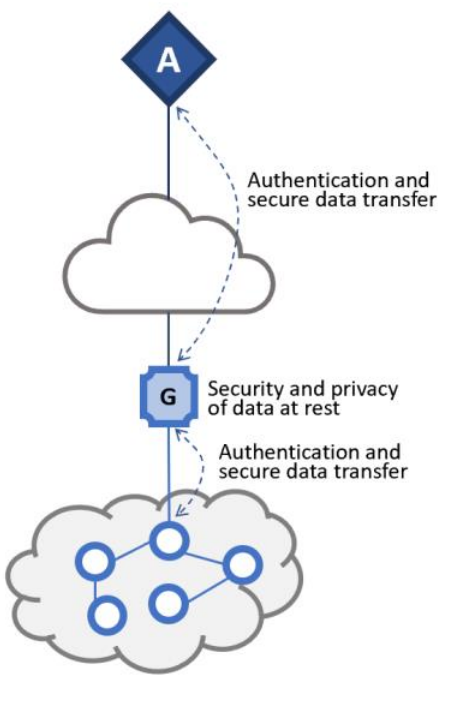 A
Authentication and
secure data transfer
G
Security and privacy
of data at rest
Authentication and
secure data transfer